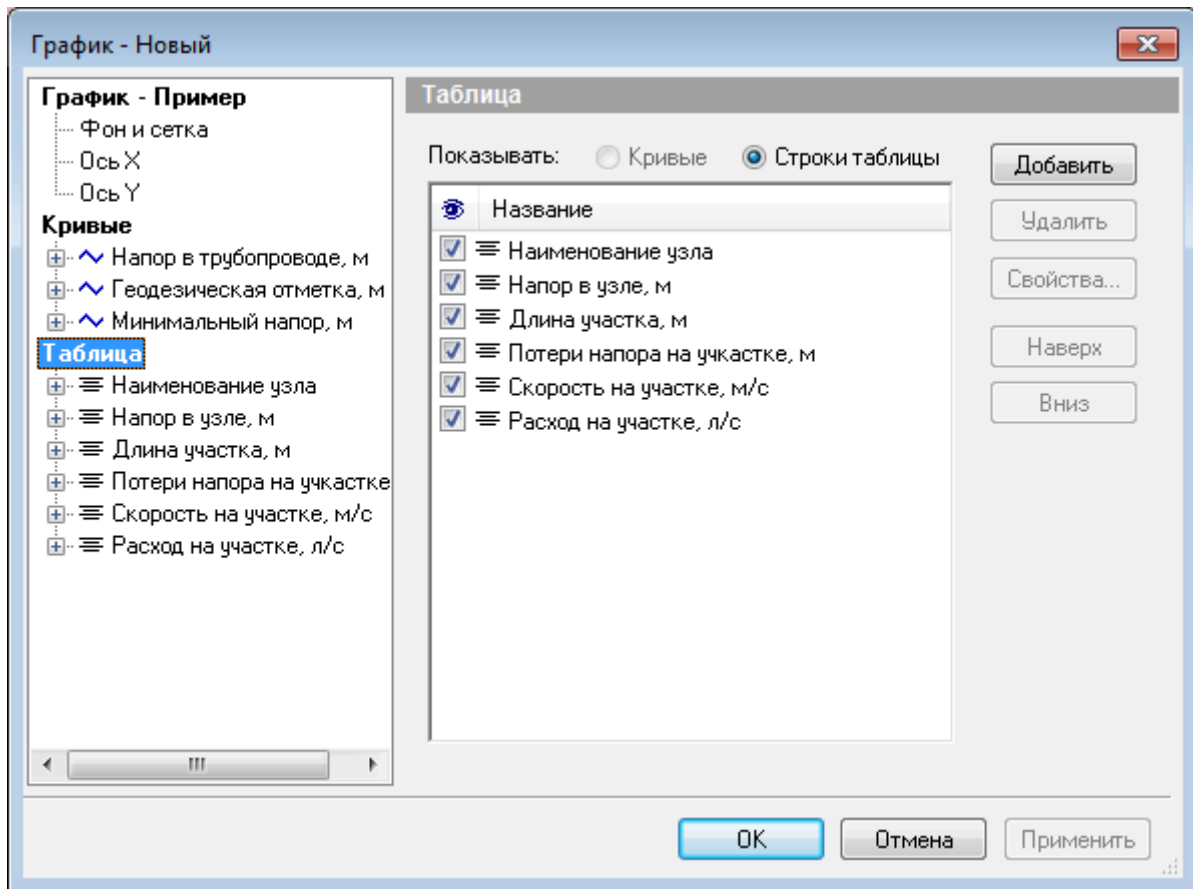 График - Новый
График - Пример
Фон и сетка
Ось X
Ось Y
Кривые
Напор в трубопроводе, м
Геодезическая отметка, м
Минимальный напор, м
Таблица
Наименование узла
Напор в узле, м
Длина участка, м
Потери напора на учкастке
Скорость на участке, м/с
Расход на участке, л/с
Таблица
Показывать: Кривые Строки таблицы
Название
Наименование узла
Напор в узле, м
Длина участка, м
Потери напора на учкастке, м
Скорость на участке, м/с
Расход на участке, л/с
Добавить
Удалить
Свойства...
Наверх
Вниз
OK Отмена Применить